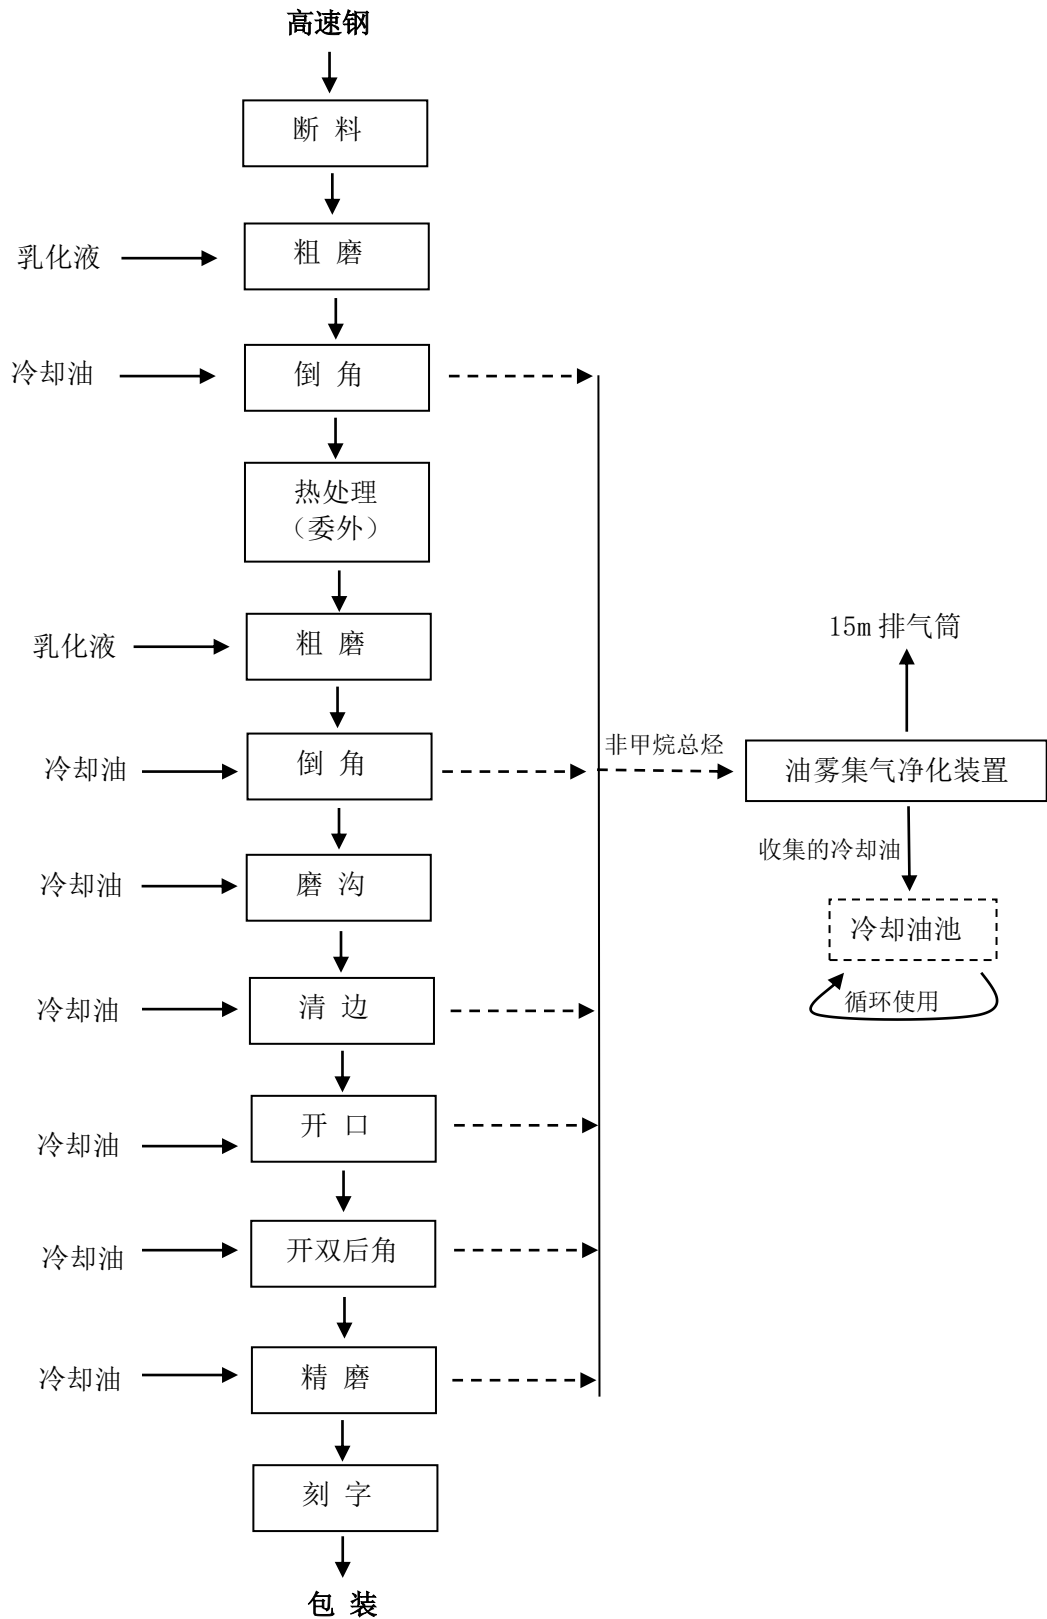 高速钢
断 料
乳化液
粗 磨
冷却油
倒 角
热处理
（委外）
乳化液
粗 磨
冷却油
倒 角
冷却油
磨 沟
冷却油
清 边
冷却油
开 口
冷却油
开双后角
冷却油
精 磨
刻 字
包 装
非甲烷总烃
15m 排气筒
油雾集气净化装置
收集的冷却油
冷却油池
循环使用